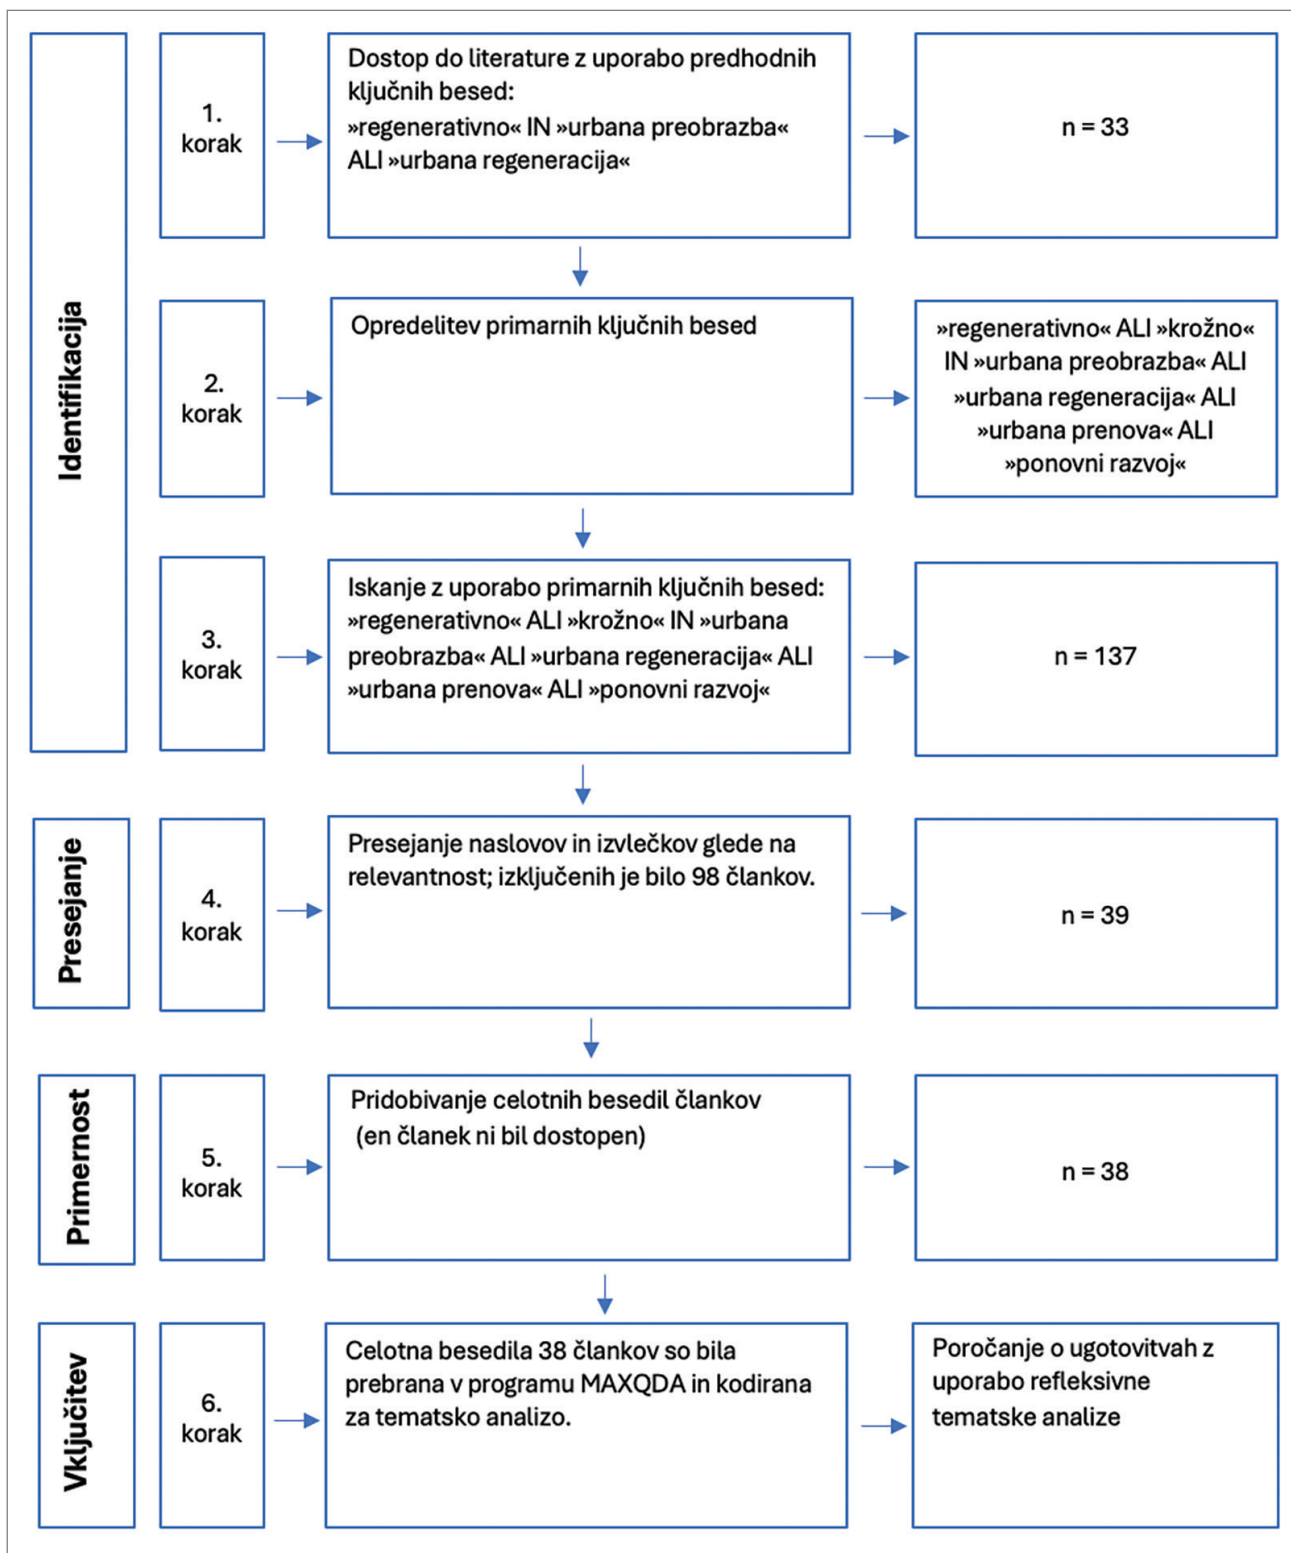 Identifikacija
1.
korak
Dostop do literature z uporabo predhodnih
ključnih besed:
»regenerativno« IN »urbana preobrazba«
ALI »urbana regeneracija«
n = 33
2.
korak
Opredelitev primarnih ključnih besed
»regenerativno« ALI »krožno«
IN »urbana preobrazba« ALI
»urbana regeneracija« ALI
»urbana prenova« ALI
»ponovni razvoj«
3.
korak
Iskanje z uporabo primarnih ključnih besed:
»regenerativno« ALI »krožno« IN »urbana
preobrazba« ALI »urbana regeneracija« ALI
»urbana prenova« ALI »ponovni razvoj«
n = 137
Presejanje
4.
korak
Presejanje naslovov in izvlečkov glede na
relevantnost; izključenih je bilo 98 člankov.
n = 39
Primernost
5.
korak
Pridobivanje celotnih besedil člankov
(en članek ni bil dostopen)
n = 38
Vključitev
6.
korak
Celotna besedila 38 člankov so bila
prebrana v programu MAXQDA in kodirana
za tematsko analizo.
Poročanje o ugotovitvah z
uporabo refleksivne
tematske analize